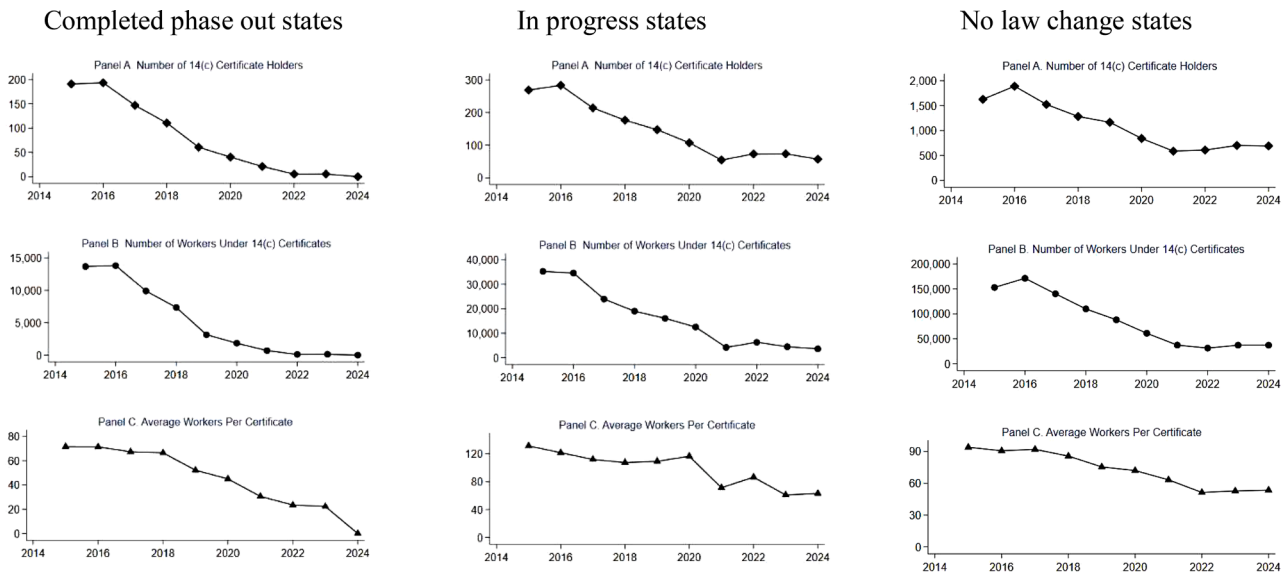 Completed phase out states
Panel A Number of 14(c) Certificate Holders
200
150
100
50
0
2014 2016 2018 2020 2022 2024
Panel B Number of Workers Under 14(c) Certificates
15,000
10,000
5,000
0
2014 2016 2018 2020 2022 2024
Panel C. Average Workers Per Certificate
80
60
40
20
0
2014 2016 2018 2020 2022 2024
In progress states
Panel A Number of 14(c) Certificate Holders
300
200
100
0
2014 2016 2018 2020 2022 2024
Panel B Number of Workers Under 14(c) Certificates
40,000
30,000
20,000
10,000
0
2014 2016 2018 2020 2022 2024
Panel C. Average Workers Per Certificate
120
80
40
0
2014 2016 2018 2020 2022 2024
No law change states
Panel A. Number of 14(c) Certificate Holders
2,000
1,500
1,000
500
0
2014 2016 2018 2020 2022 2024
Panel B. Number of Workers Under 14(c) Certificates
200,000
150,000
100,000
50,000
0
2014 2016 2018 2020 2022 2024
Panel C. Average Workers Per Certificate
90
60
30
0
2014 2016 2018 2020 2022 2024